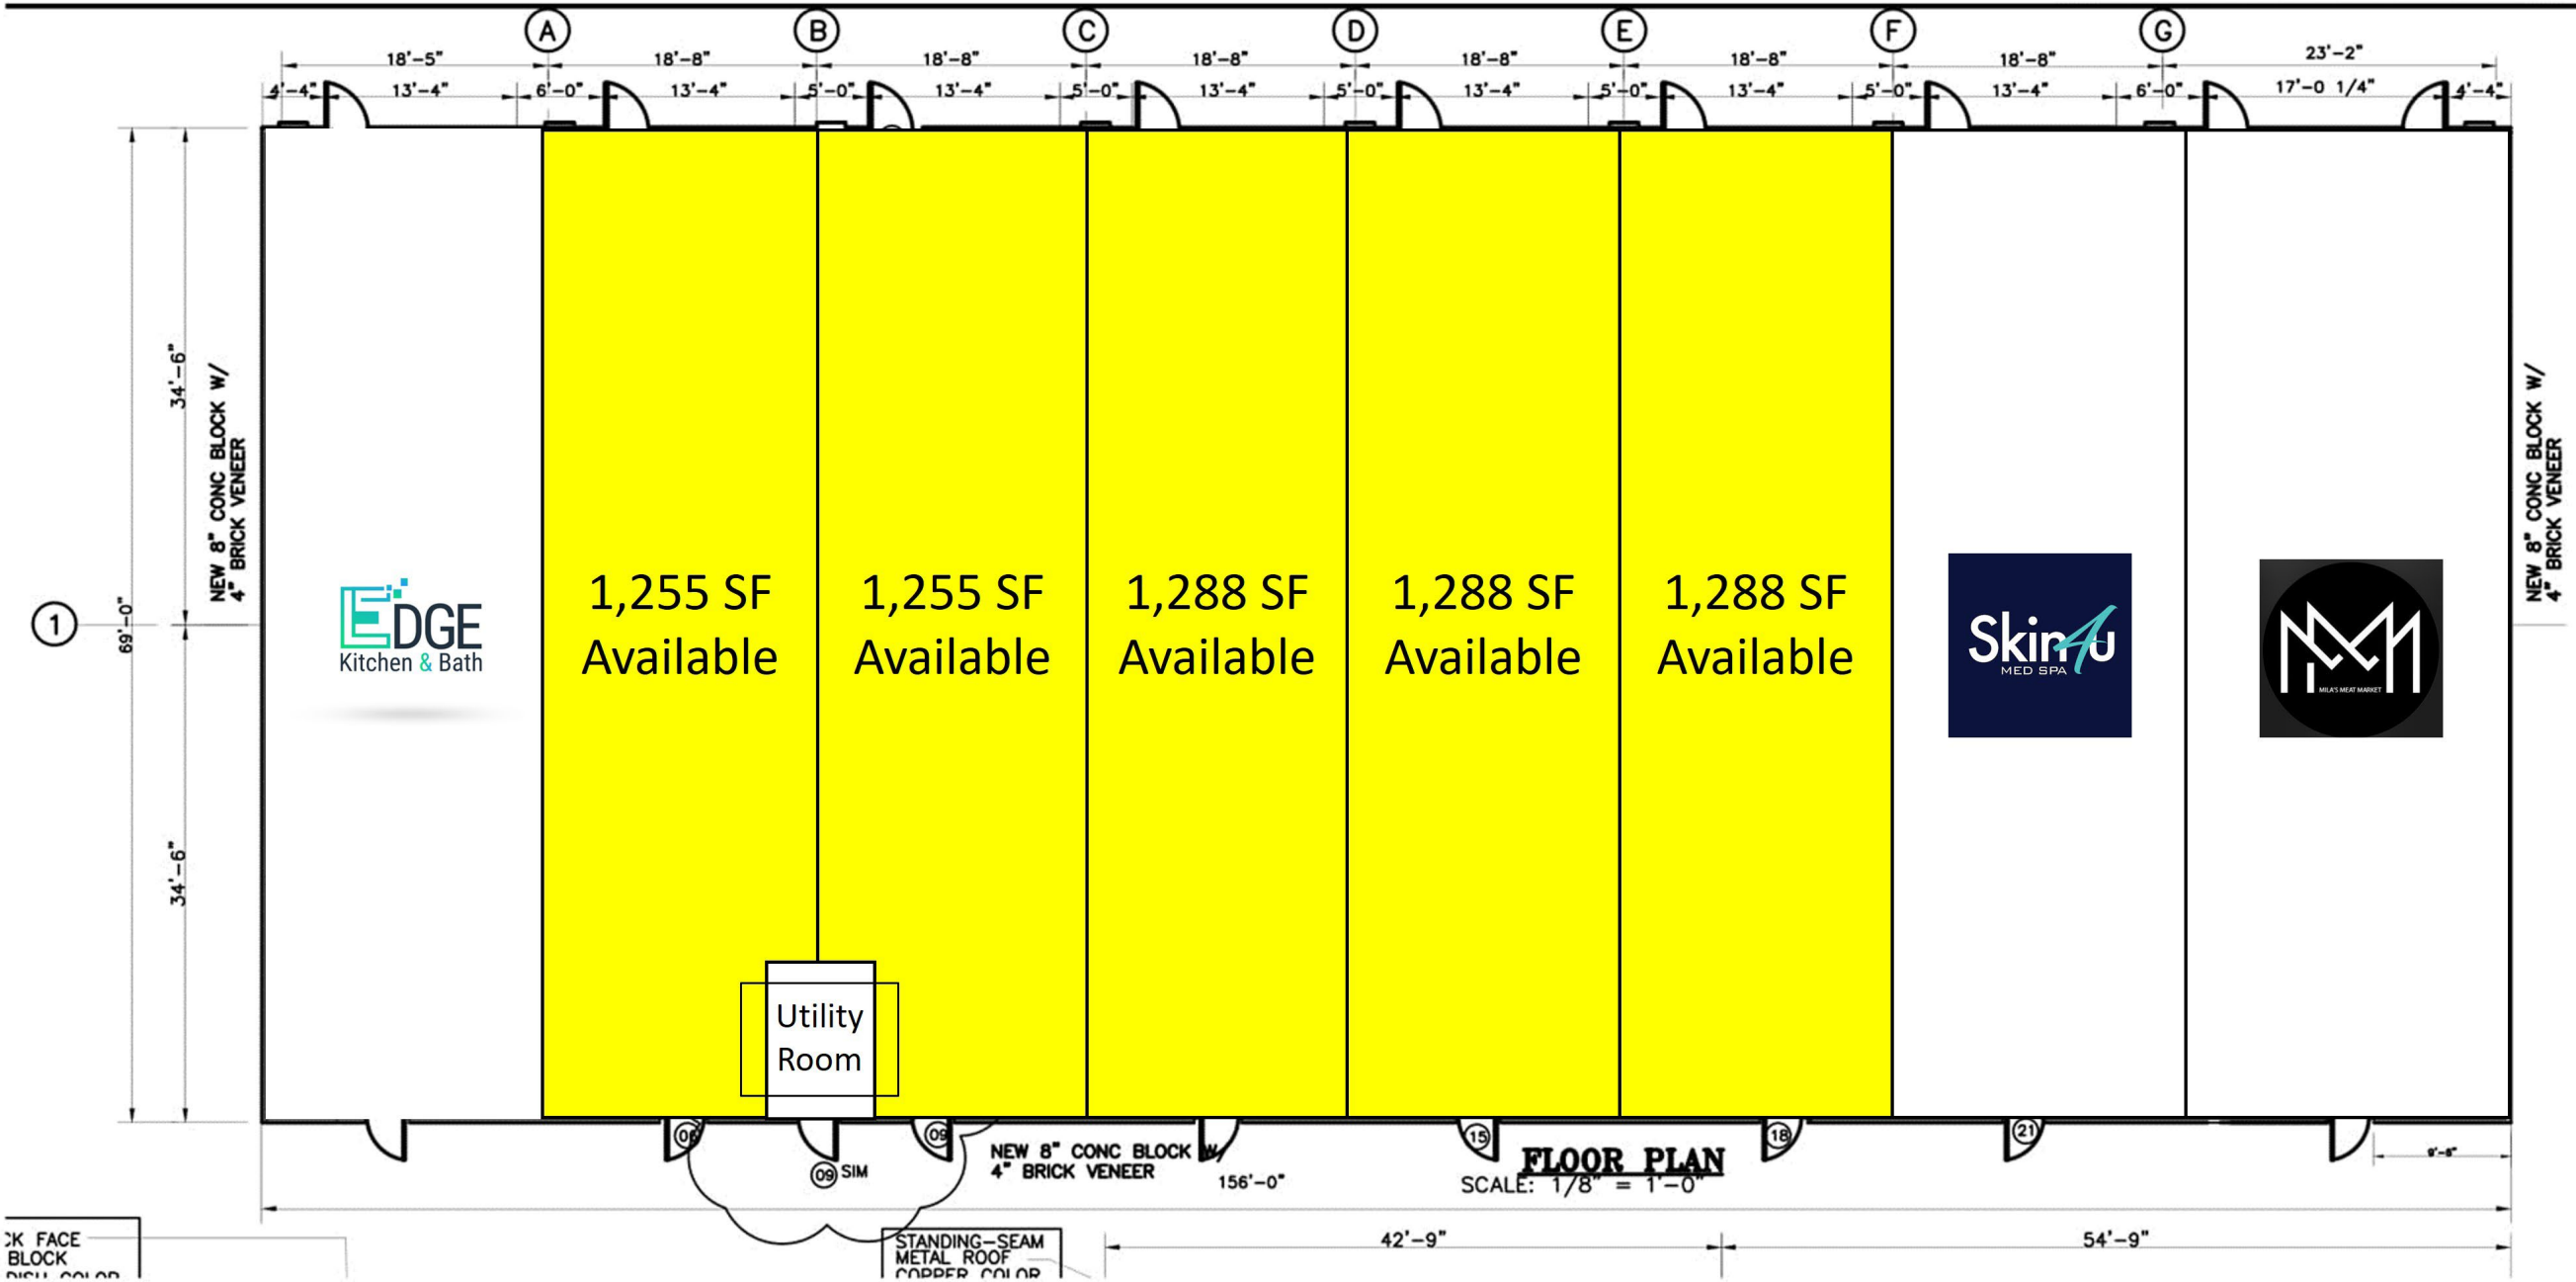 A B C D E F G
18'-5" 18'-8" 18'-8" 18'-8" 18'-8" 18'-8" 18'-8" 23'-2"
4'-4" 13'-4" 6'-0" 13'-4" 5'-0" 13'-4" 5'-0" 13'-4" 5'-0" 13'-4" 5'-0" 13'-4" 5'-0" 13'-4" 6'-0" 17'-0 1/4" 4'-4"
34'-6"
NEW 8" CONC BLOCK W/
4" BRICK VENEER
NEW 8" CONC BLOCK W/
4" BRICK VENEER
1
69'-0"
34'-6"
EDGE
Kitchen & Bath
1,255 SF
Available
1,255 SF
Available
1,288 SF
Available
1,288 SF
Available
1,288 SF
Available
Skin4u
MED SPA
MM
MILA'S MEAT MARKET
Utility
Room
09 15 18 21
09 SIM
NEW 8" CONC BLOCK W/
4" BRICK VENEER
156'-0"
FLOOR PLAN
SCALE: 1/8" = 1'-0"
42'-9" 54'-9"
CK FACE
BLOCK
STANDING-SEAM
METAL ROOF
COPPER COLOR